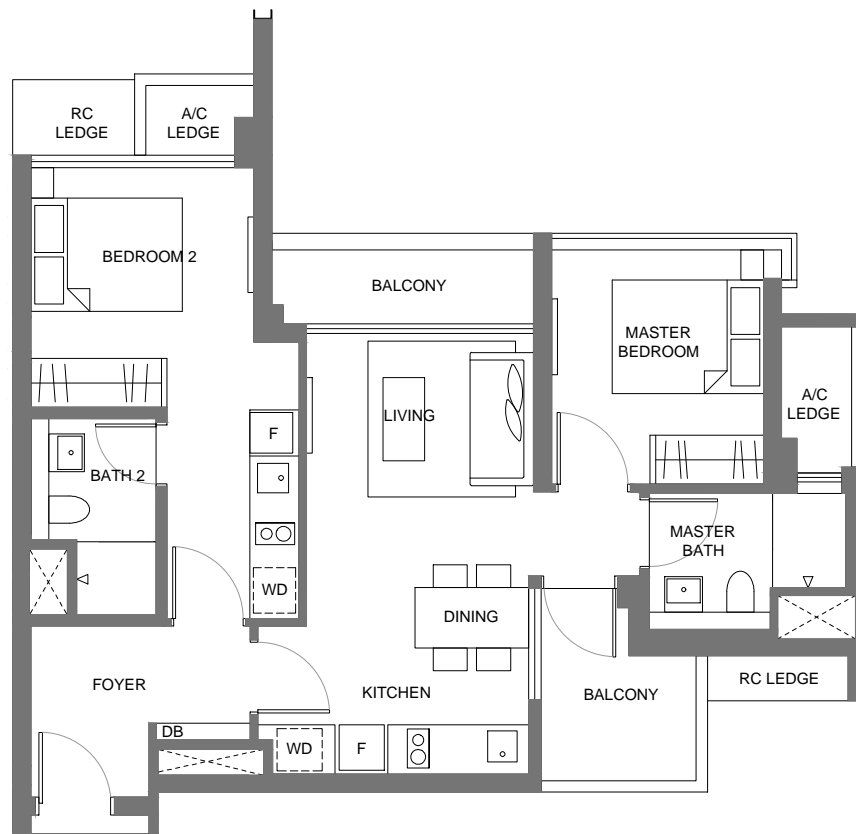 RC
LEDGE
A/C
LEDGE
BEDROOM 2
BALCONY
MASTER
BEDROOM
A/C
LEDGE
LIVING
F
BATH 2
MASTER
BATH
WD
DINING
FOYER
KITCHEN
BALCONY
RC LEDGE
DB
WD
F